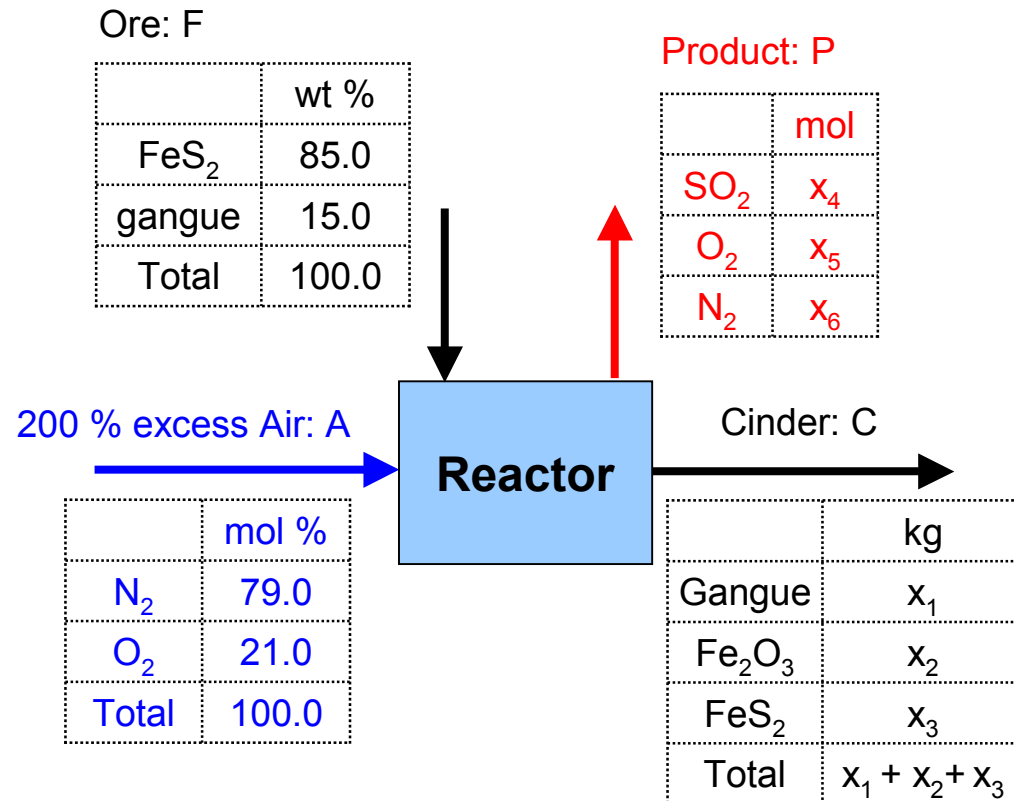 Ore: F
wt %
FeS₂ 85.0
gangue 15.0
Total 100.0
Product: P
mol
SO₂ x₄
O₂ x₅
N₂ x₆
200 % excess Air: A
mol %
N₂ 79.0
O₂ 21.0
Total 100.0
Reactor
Cinder: C
kg
Gangue x₁
Fe₂O₃ x₂
FeS₂ x₃
Total x₁ + x₂+ x₃